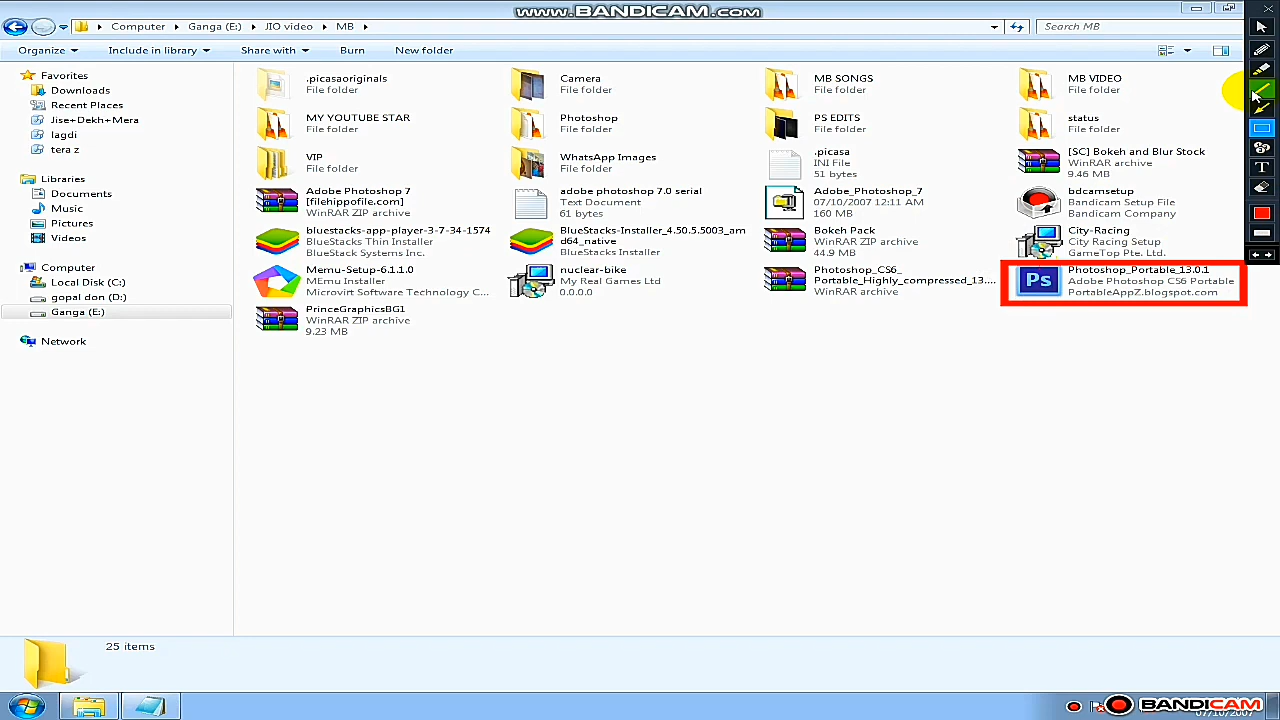 www.BANDICAM.com
Computer ▸ Ganga (E:) ▸ JIO video ▸ MB ▸
Search MB
Organize ▾
Include in library ▾
Share with ▾
Burn
New folder
Favorites
Downloads
Recent Places
Jise+Dekh+Mera
lagdi
tera z
Libraries
Documents
Music
Pictures
Videos
Computer
Local Disk (C:)
gopal don (D:)
Ganga (E:)
Network
.picasaoriginals
File folder
amera
File folder
MB SONGS
File folder
MB VIDEO
File folder
MY YOUTUBE STAR
File folder
Photoshop
File folder
PS EDITS
File folder
status
File folder
VIP
File folder
WhatsApp Images
File folder
.picasa
INI File
51 bytes
[SC] Bokeh and Blur Stock
WinRAR archive
9.46 MB
Adobe Photoshop 7
[filehippofile.com]
WinRAR ZIP archive
adobe photoshop 7.0 serial
Text Document
61 bytes
Adobe_Photoshop_7
07/10/2007 12:11 AM
160 MB
bdcamsetup
Bandicam Setup File
Bandicam Company
bluestacks-app-player-3-7-34-1574
BlueStacks Thin Installer
BlueStack Systems Inc.
BlueStacks-Installer_4.50.5.5003_am
d64_native
BlueStacks Installer
Bokeh Pack
WinRAR ZIP archive
44.9 MB
City-Racing
City Racing Setup
GameTop Pte. Ltd.
Memu-Setup-6.1.1.0
MEmu Installer
Microvirt Software Technology C...
nuclear-bike
My Real Games Ltd
0.0.0.0
Photoshop_CS6_
Portable_Highly_compressed_13....
WinRAR archive
Ps
Photoshop_Portable_13.0.1
Adobe Photoshop CS6 Portable
PortableAppZ.blogspot.com
PrinceGraphicsBG1
WinRAR ZIP archive
9.23 MB
T
25 items
BANDICAM
07/10/2007